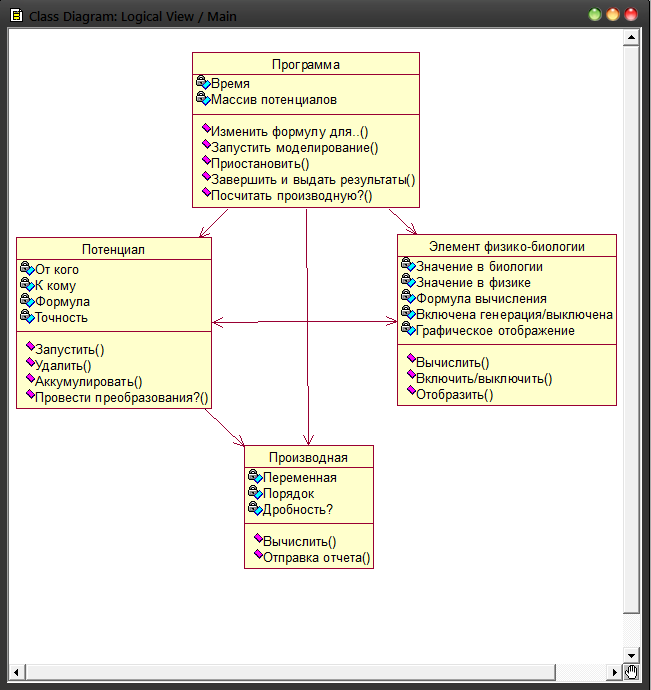 Class Diagram: Logical View / Main
Программа
Время
Массив потенциалов
Изменить формулу для..()
Запустить моделирование()
Приостановить()
Завершить и выдать результаты()
Посчитать производную?()
Потенциал
От кого
К кому
Формула
Точность
Запустить()
Удалить()
Аккумулировать()
Провести преобразования?()
Элемент физико-биологии
Значение в биологии
Значение в физике
Формула вычисления
Включена генерация/выключена
Графическое отображение
Вычислить()
Включить/выключить()
Отобразить()
Производная
Переменная
Порядок
Дробность?
Вычислить()
Отправка отчета()